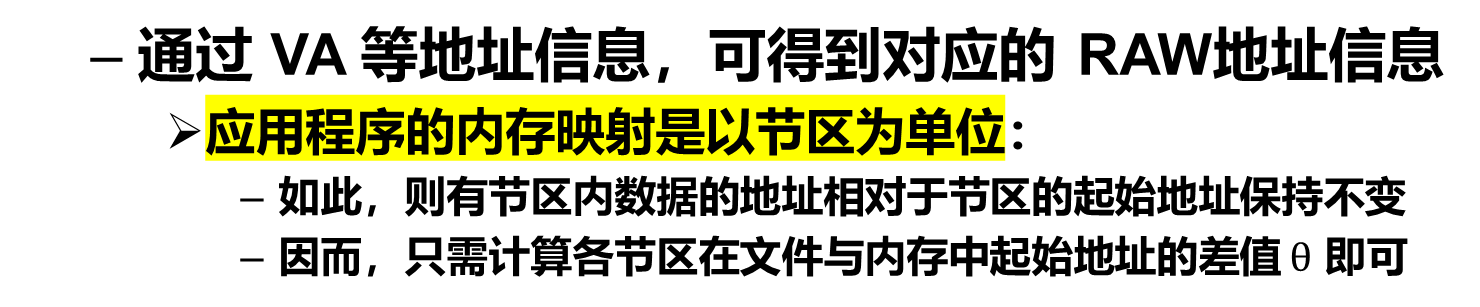 – 通过 VA 等地址信息，可得到对应的 RAW地址信息
➢应用程序的内存映射是以节区为单位：
– 如此，则有节区内数据的地址相对于节区的起始地址保持不变
– 因而，只需计算各节区在文件与内存中起始地址的差值 θ 即可